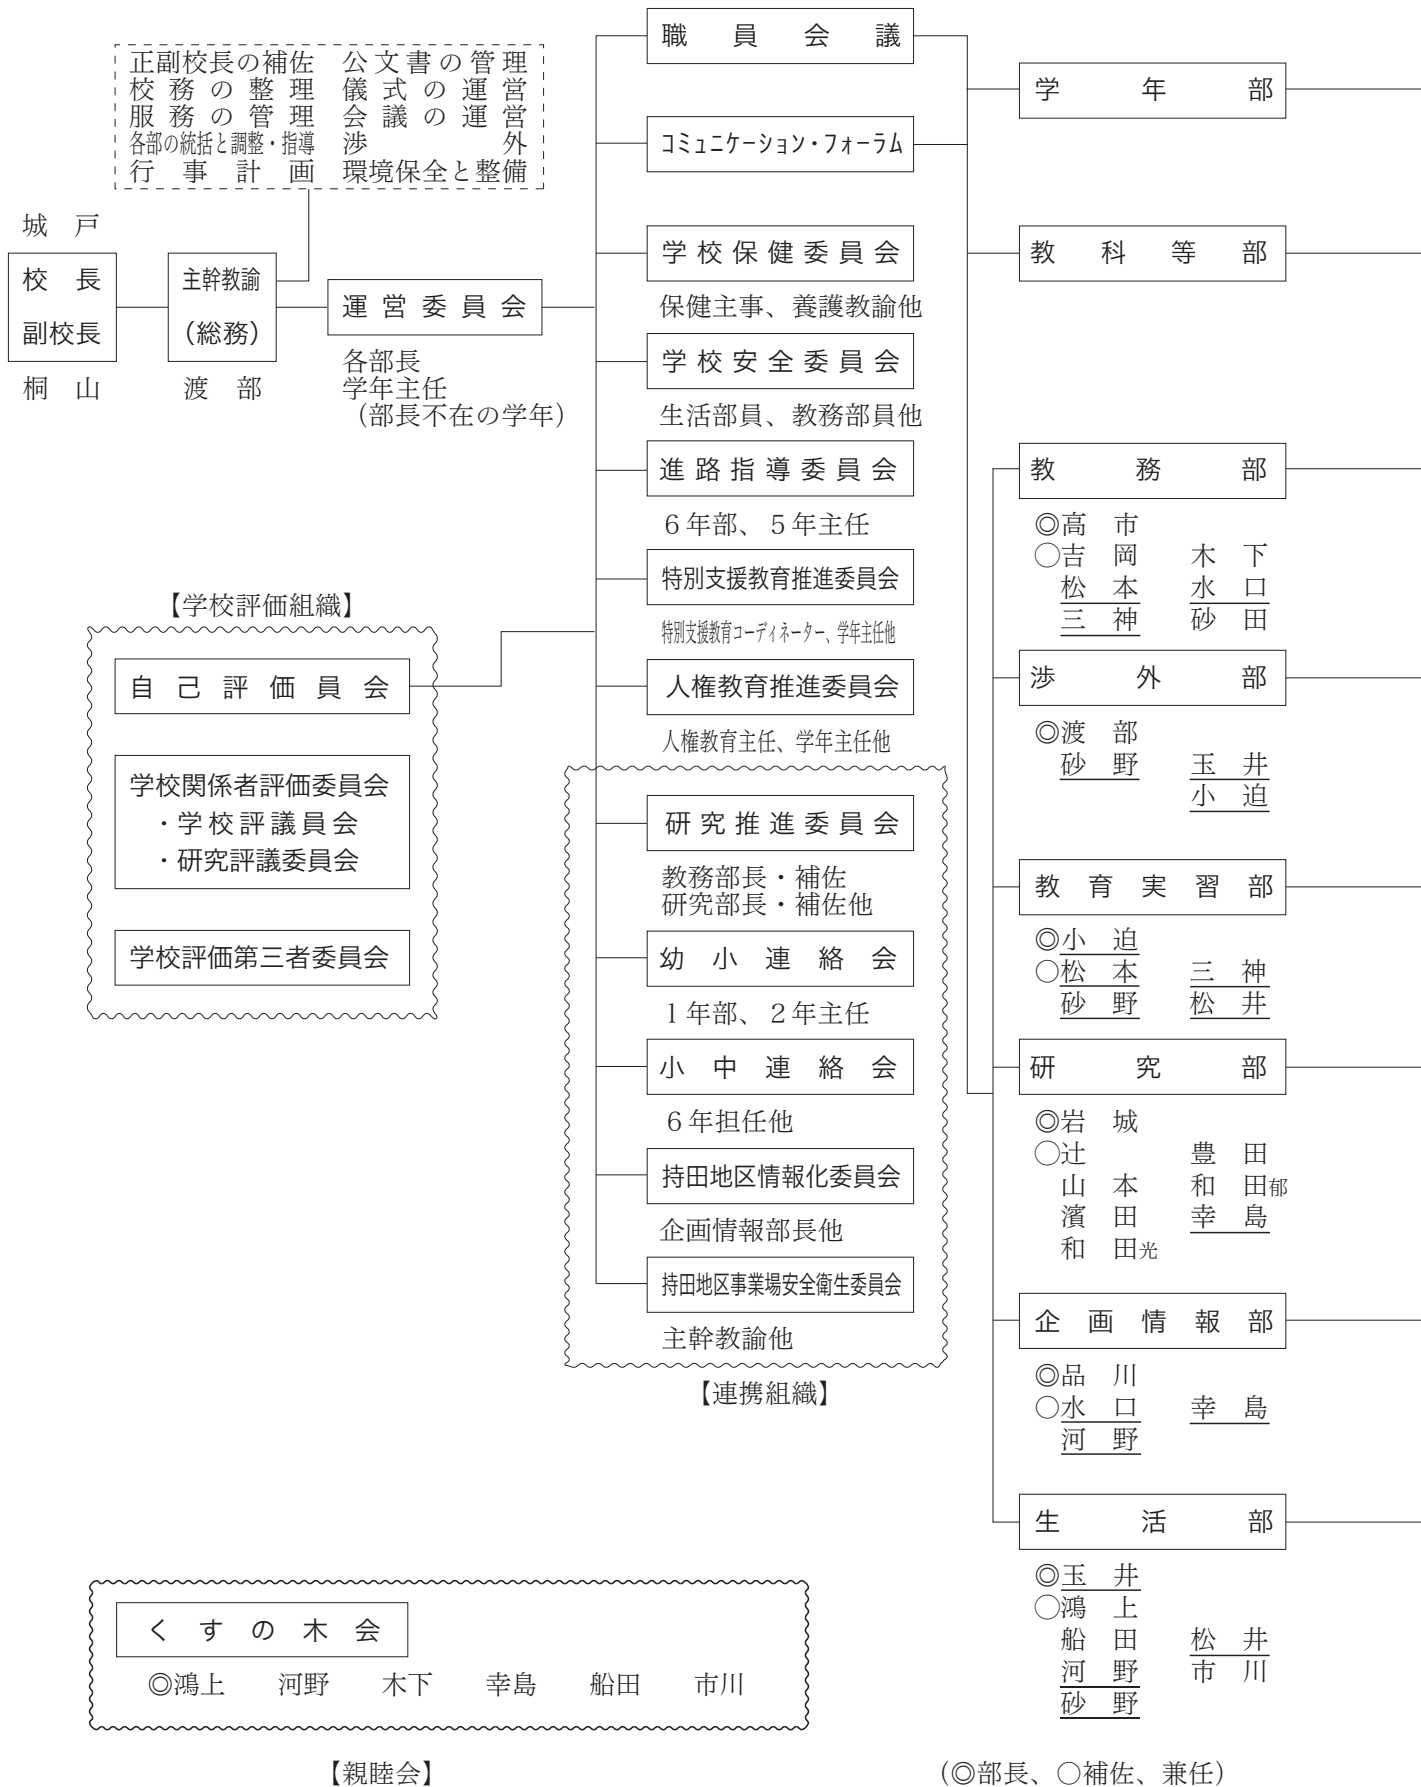 正副校長の補佐 公文書の管理
校務の整理 儀式の運営
服務の管理 会議の運営
各部の統括と調整・指導 渉外
行事計画 環境保全と整備
城戸
校長
副校長
桐山
主幹教諭
(総務)
渡部
運営委員会
各部長
学年主任
(部長不在の学年)
【学校評価組織】
自己評価員会
学校関係者評価委員会
・学校評議員会
・研究評議委員会
学校評価第三者委員会
職員会議
コミュニケーション・フォーラム
学校保健委員会
保健主事、養護教諭他
学校安全委員会
生活部員、教務部員他
進路指導委員会
6年部、5年主任
特別支援教育推進委員会
特別支援教育コーディネーター、学年主任他
人権教育推進委員会
人権教育主任、学年主任他
研究推進委員会
教務部長・補佐
研究部長・補佐他
幼小連絡会
1年部、2年主任
小中連絡会
6年担任他
持田地区情報化委員会
企画情報部長他
持田地区事業場安全衛生委員会
主幹教諭他
【連携組織】
学年部
教科等部
教務部
◎高市
○吉岡 木下
松本 水口
三神 砂田
渉外部
◎渡部
砂野 玉井
小迫
教育実習部
◎小迫
○松本 三神
砂野 松井
研究部
◎岩城
○辻 豊田
山本 和田郁
濱田 幸島
和田光
企画情報部
◎品川
○水口 幸島
河野
生活部
◎玉井
○鴻上
船田 松井
河野 市川
砂野
くすの木会
◎鴻上 河野 木下 幸島 船田 市川
【親睦会】
(◎部長、○補佐、兼任)